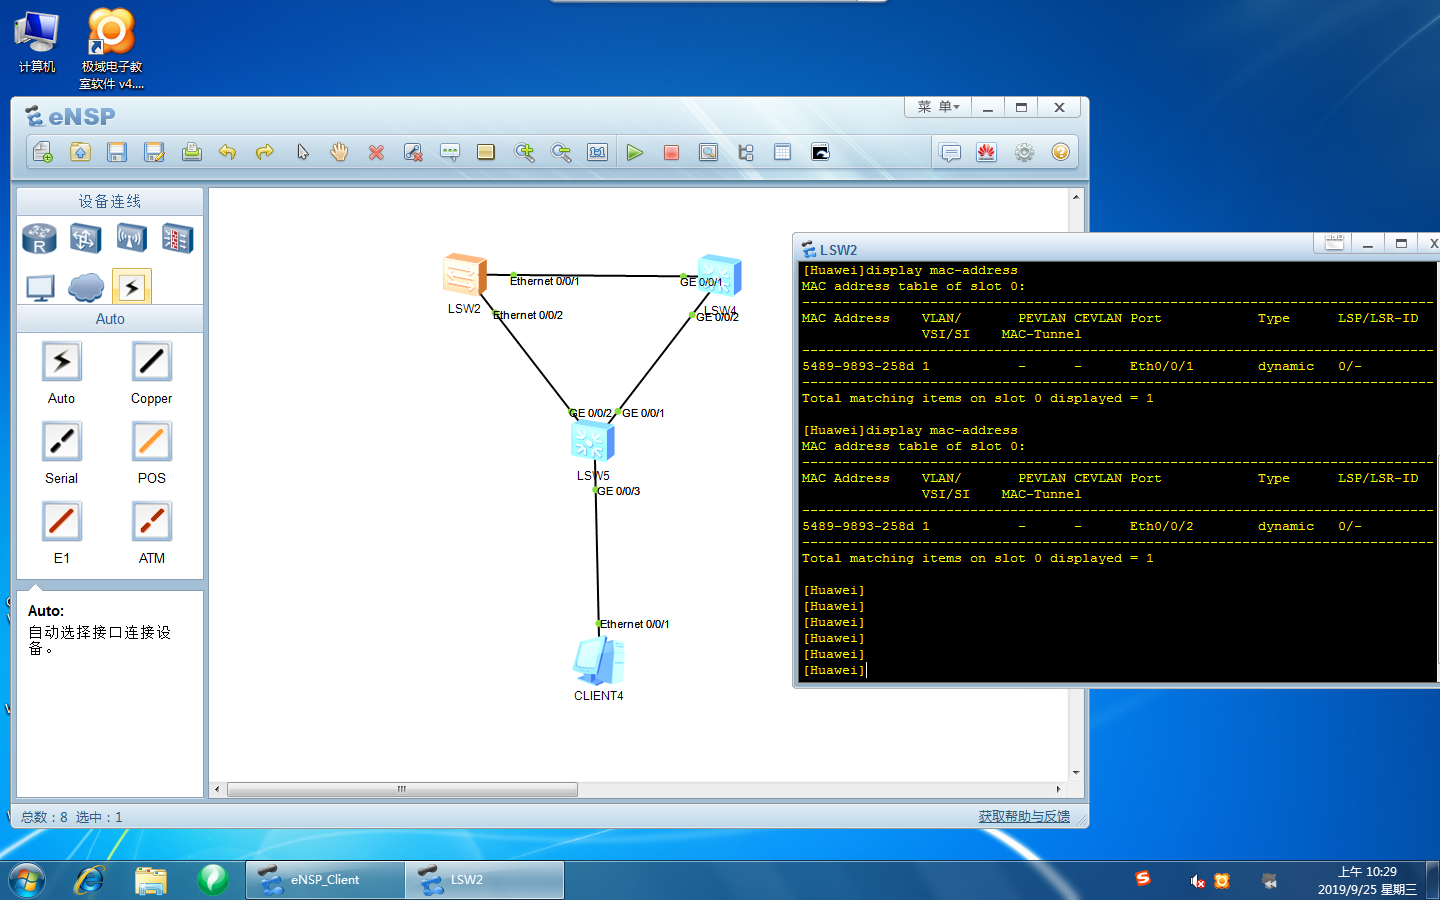 计算机
极域电子教
室软件 v4....
eNSP
菜 单
设备连线
R
Auto
Auto
Copper
Serial
POS
E1
ATM
Auto:
自动选择接口连接设
备。
1:1
LSW2
Ethernet 0/0/1
Ethernet 0/0/2
GE 0/0/1
LSW4
GE 0/0/2
GE 0/0/2
GE 0/0/1
LSW5
GE 0/0/3
Ethernet 0/0/1
CLIENT4
总数：8 选中：1
获取帮助与反馈
LSW2
[Huawei]display mac-address
MAC address table of slot 0:
-------------------------------------------------------------------------------
MAC Address    VLAN/       PEVLAN CEVLAN Port            Type      LSP/LSR-ID
               VSI/SI    MAC-Tunnel
-------------------------------------------------------------------------------
5489-9893-258d 1           -      -      Eth0/0/1        dynamic   0/-
-------------------------------------------------------------------------------
Total matching items on slot 0 displayed = 1
[Huawei]display mac-address
MAC address table of slot 0:
-------------------------------------------------------------------------------
MAC Address    VLAN/       PEVLAN CEVLAN Port            Type      LSP/LSR-ID
               VSI/SI    MAC-Tunnel
-------------------------------------------------------------------------------
5489-9893-258d 1           -      -      Eth0/0/2        dynamic   0/-
-------------------------------------------------------------------------------
Total matching items on slot 0 displayed = 1
[Huawei]
[Huawei]
[Huawei]
[Huawei]
[Huawei]
[Huawei]
eNSP_Client
LSW2
上午 10:29
2019/9/25 星期三